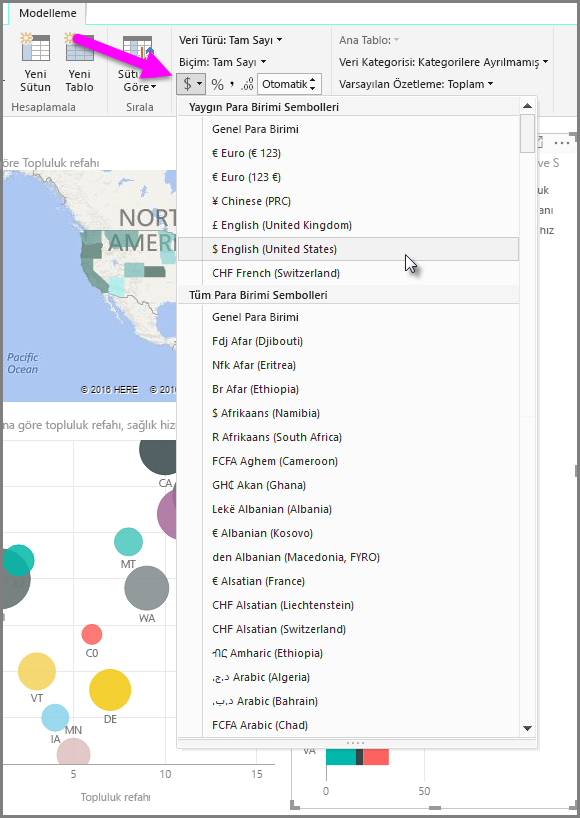 Modelleme
Veri Türü: Tam Sayı
Ana Tablo:
Biçim: Tam Sayı
Veri Kategorisi: Kategorilere Ayrılmamış
$ % , .00 Otomatik
Varsayılan Özetleme: Toplam
Yeni Sütun
Yeni Tablo
Göre
Hesaplamala
Sırala
Yaygın Para Birimi Sembolleri
Genel Para Birimi
€ Euro (€ 123)
€ Euro (123 €)
¥ Chinese (PRC)
£ English (United Kingdom)
$ English (United States)
CHF French (Switzerland)
Tüm Para Birimi Sembolleri
Genel Para Birimi
Fdj Afar (Djibouti)
Nfk Afar (Eritrea)
Br Afar (Ethiopia)
$ Afrikaans (Namibia)
R Afrikaans (South Africa)
FCFA Aghem (Cameroon)
GH₵ Akan (Ghana)
Lekë Albanian (Albania)
€ Albanian (Kosovo)
den Albanian (Macedonia, FYRO)
€ Alsatian (France)
CHF Alsatian (Liechtenstein)
CHF Alsatian (Switzerland)
ብር Amharic (Ethiopia)
د.ج.‏ Arabic (Algeria)
د.ب.‏ Arabic (Bahrain)
FCFA Arabic (Chad)
göre Topluluk refahı
Pacific
Ocean
© 2016 HERE
© 2016
na göre topluluk refahı, sağlık hiz
CA
MT
WA
C0
VT
DE
IA
MN
5
10
15
Topluluk refahı
ve S
luk
anı
hız
VA
0
50